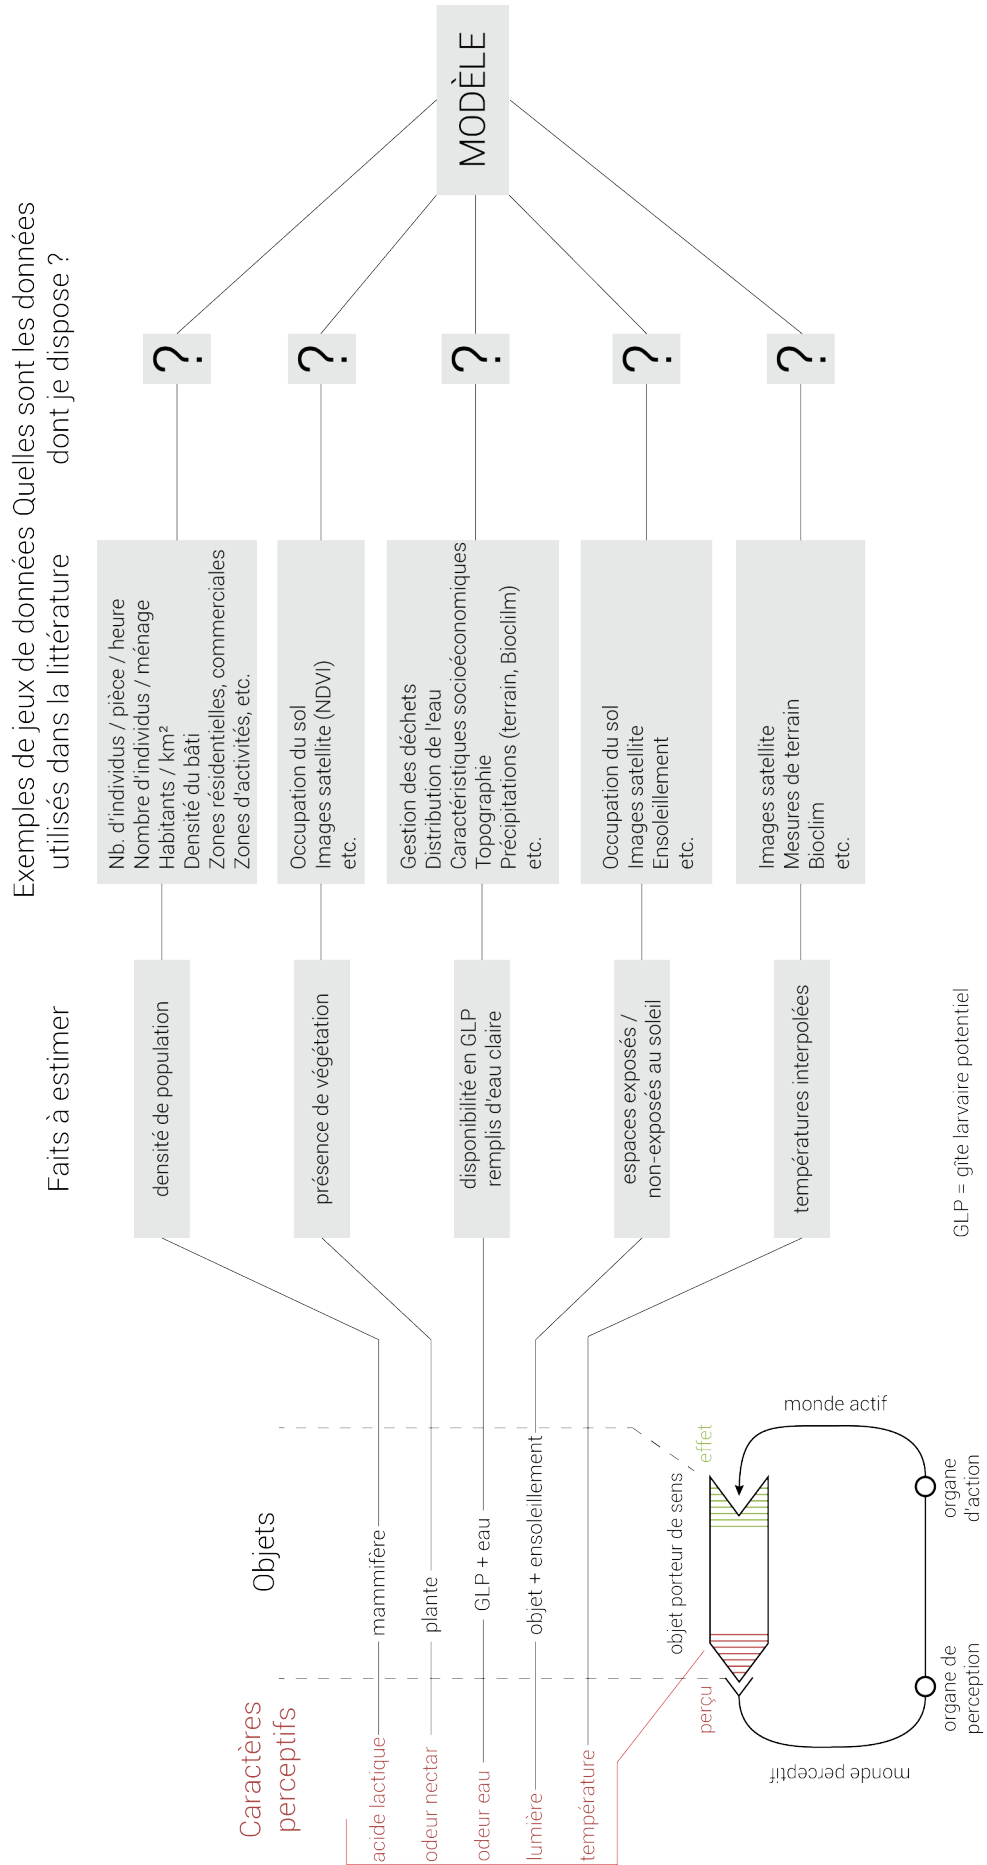 Caractères
perceptifs
Objets
Faits à estimer
Exemples de jeux de données
utilisés dans la littérature
Quelles sont les données
dont je dispose ?
acide lactique
mammifère
densité de population
Nb. d'individus / pièce / heure
Nombre d'individus / ménage
Habitants / km²
Densité du bâti
Zones résidentielles, commerciales
Zones d'activités, etc.
?
odeur nectar
plante
présence de végétation
Occupation du sol
Images satellite (NDVI)
etc.
?
odeur eau
GLP + eau
disponibilité en GLP
remplis d'eau claire
Gestion des déchets
Distribution de l'eau
Caractéristiques socioéconomiques
Topographie
Précipitations (terrain, Bioclilm)
etc.
?
MODÈLE
lumière
objet + ensoleillement
espaces exposés /
non-exposés au soleil
Occupation du sol
Images satellite
Ensoleillement
etc.
?
température
températures interpolées
Images satellite
Mesures de terrain
Bioclim
etc.
?
objet porteur de sens
perçu
effet
monde perceptif
monde actif
organe de
perception
organe
d'action
GLP = gîte larvaire potentiel